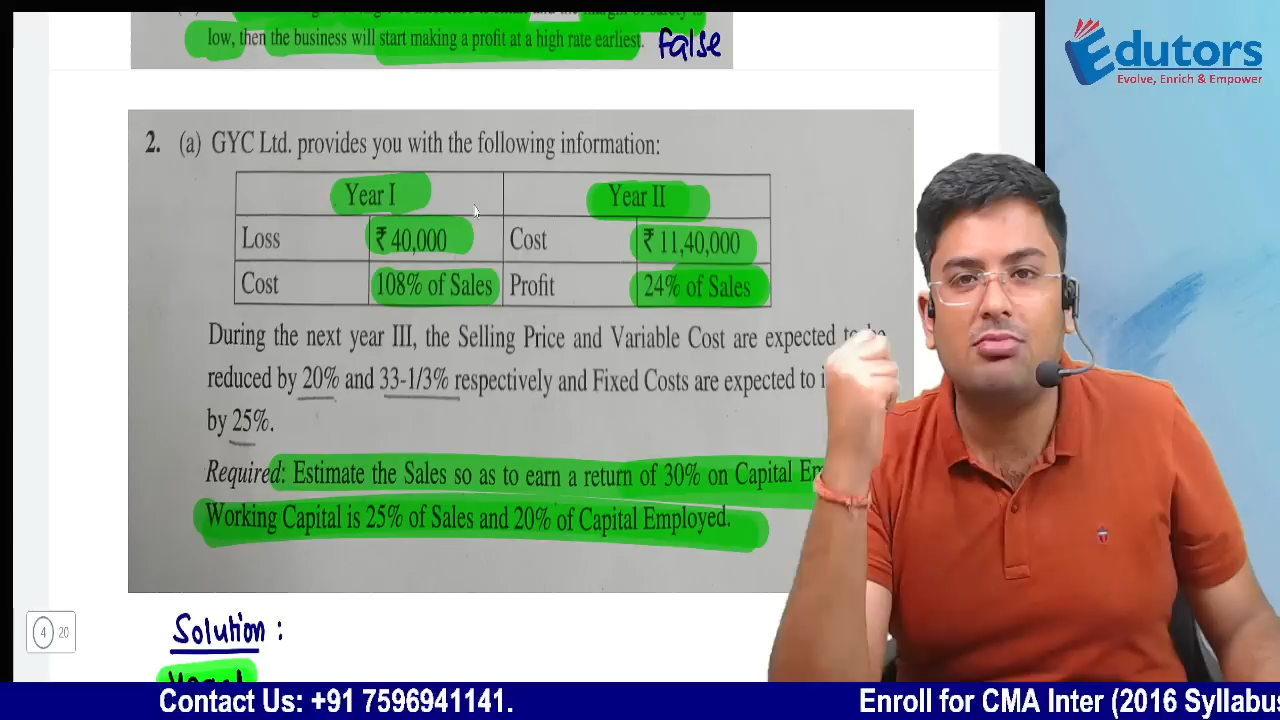 low, then the business will start making a profit at a high rate earliest. False
Edutors
Evolve, Enrich & Empower
2. (a) GYC Ltd. provides you with the following information:
Year I Year II
Loss ₹ 40,000 Cost ₹ 11,40,000
Cost 108% of Sales Profit 24% of Sales
During the next year III, the Selling Price and Variable Cost are expected to be
reduced by 20% and 33-1/3% respectively and Fixed Costs are expected to
by 25%.
Required: Estimate the Sales so as to earn a return of 30% on Capital
Working Capital is 25% of Sales and 20% of Capital Employed.
4 20
Solution :
Contact Us: +91 7596941141. Enroll for CMA Inter (2016 Syllabus